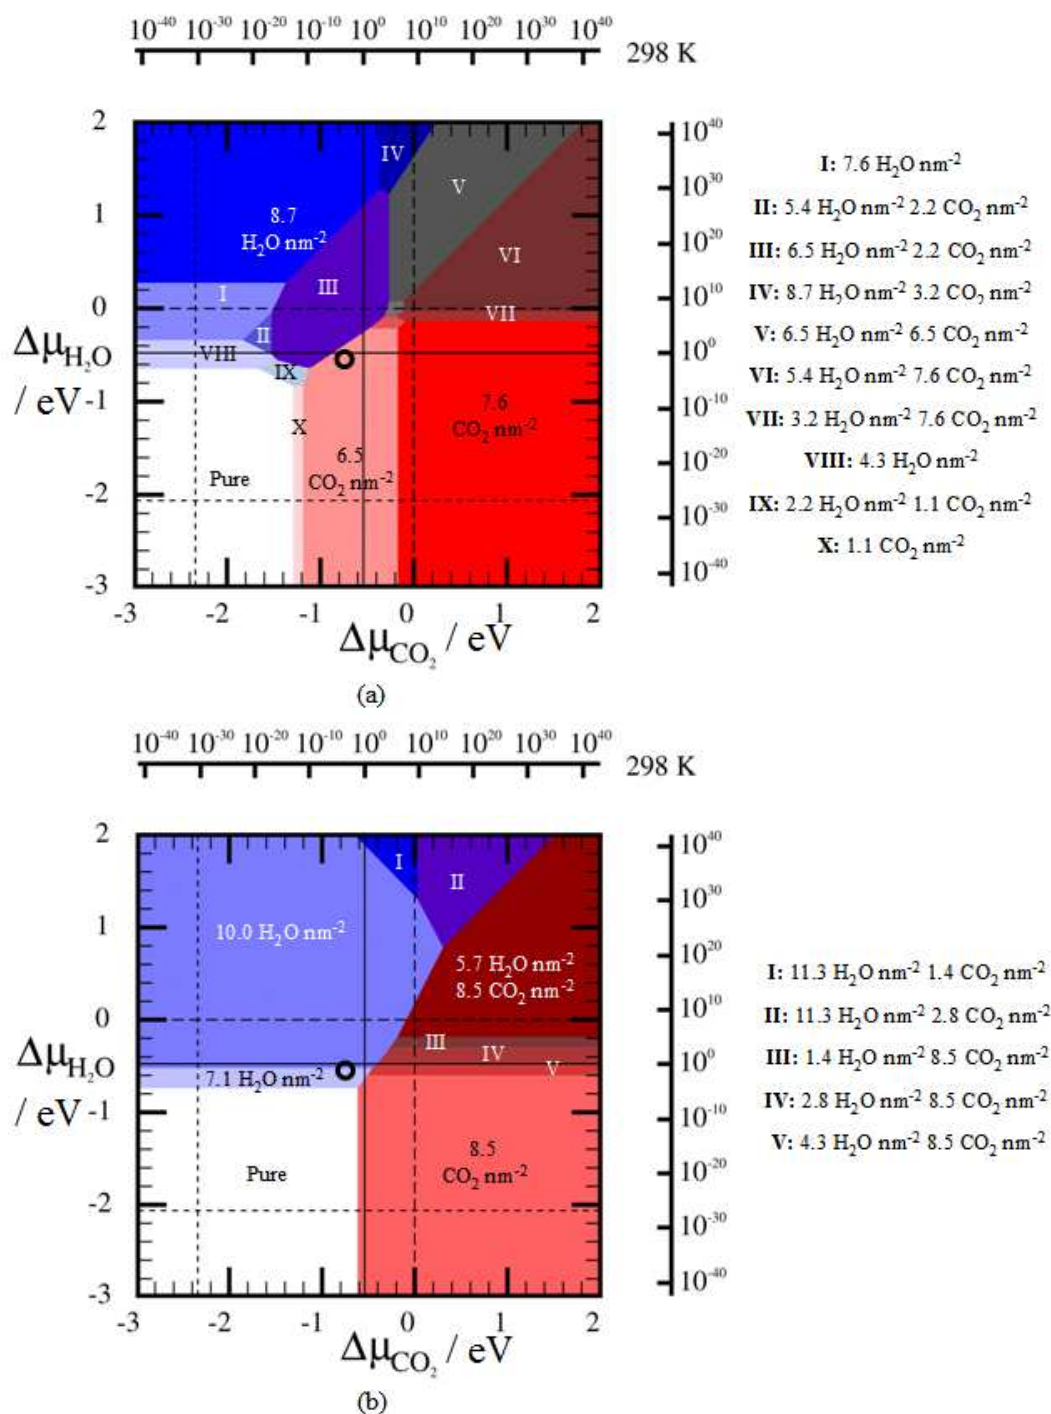 10⁻⁴⁰ 10⁻³⁰ 10⁻²⁰ 10⁻¹⁰ 10⁰ 10¹⁰ 10²⁰ 10³⁰ 10⁴⁰
298 K
2
1
0
-1
-2
-3
Δμ_H₂O
/ eV
IV
V
8.7
H₂O nm⁻²
VI
III
I
VII
II
VIII
IX
X
7.6
CO₂ nm⁻²
6.5
CO₂ nm⁻²
Pure
10⁴⁰
10³⁰
10²⁰
10¹⁰
10⁰
10⁻¹⁰
10⁻²⁰
10⁻³⁰
10⁻⁴⁰
I: 7.6 H₂O nm⁻²
II: 5.4 H₂O nm⁻² 2.2 CO₂ nm⁻²
III: 6.5 H₂O nm⁻² 2.2 CO₂ nm⁻²
IV: 8.7 H₂O nm⁻² 3.2 CO₂ nm⁻²
V: 6.5 H₂O nm⁻² 6.5 CO₂ nm⁻²
VI: 5.4 H₂O nm⁻² 7.6 CO₂ nm⁻²
VII: 3.2 H₂O nm⁻² 7.6 CO₂ nm⁻²
VIII: 4.3 H₂O nm⁻²
IX: 2.2 H₂O nm⁻² 1.1 CO₂ nm⁻²
X: 1.1 CO₂ nm⁻²
-3 -2 -1 0 1 2
Δμ_CO₂ / eV
(a)
10⁻⁴⁰ 10⁻³⁰ 10⁻²⁰ 10⁻¹⁰ 10⁰ 10¹⁰ 10²⁰ 10³⁰ 10⁴⁰
298 K
2
1
0
-1
-2
-3
Δμ_H₂O
/ eV
I
II
10.0 H₂O nm⁻²
5.7 H₂O nm⁻²
8.5 CO₂ nm⁻²
III
IV
V
7.1 H₂O nm⁻²
8.5
CO₂ nm⁻²
Pure
10⁴⁰
10³⁰
10²⁰
10¹⁰
10⁰
10⁻¹⁰
10⁻²⁰
10⁻³⁰
10⁻⁴⁰
I: 11.3 H₂O nm⁻² 1.4 CO₂ nm⁻²
II: 11.3 H₂O nm⁻² 2.8 CO₂ nm⁻²
III: 1.4 H₂O nm⁻² 8.5 CO₂ nm⁻²
IV: 2.8 H₂O nm⁻² 8.5 CO₂ nm⁻²
V: 4.3 H₂O nm⁻² 8.5 CO₂ nm⁻²
-3 -2 -1 0 1 2
Δμ_CO₂ / eV
(b)